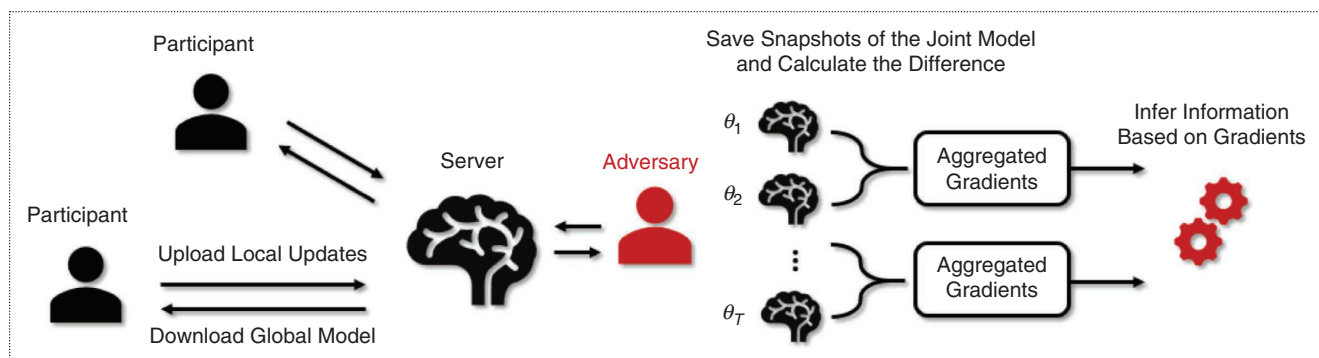 Participant
Participant
Upload Local Updates
Download Global Model
Server
Adversary
Save Snapshots of the Joint Model
and Calculate the Difference
θ1
θ2
⋮
θT
Aggregated
Gradients
Aggregated
Gradients
Infer Information
Based on Gradients